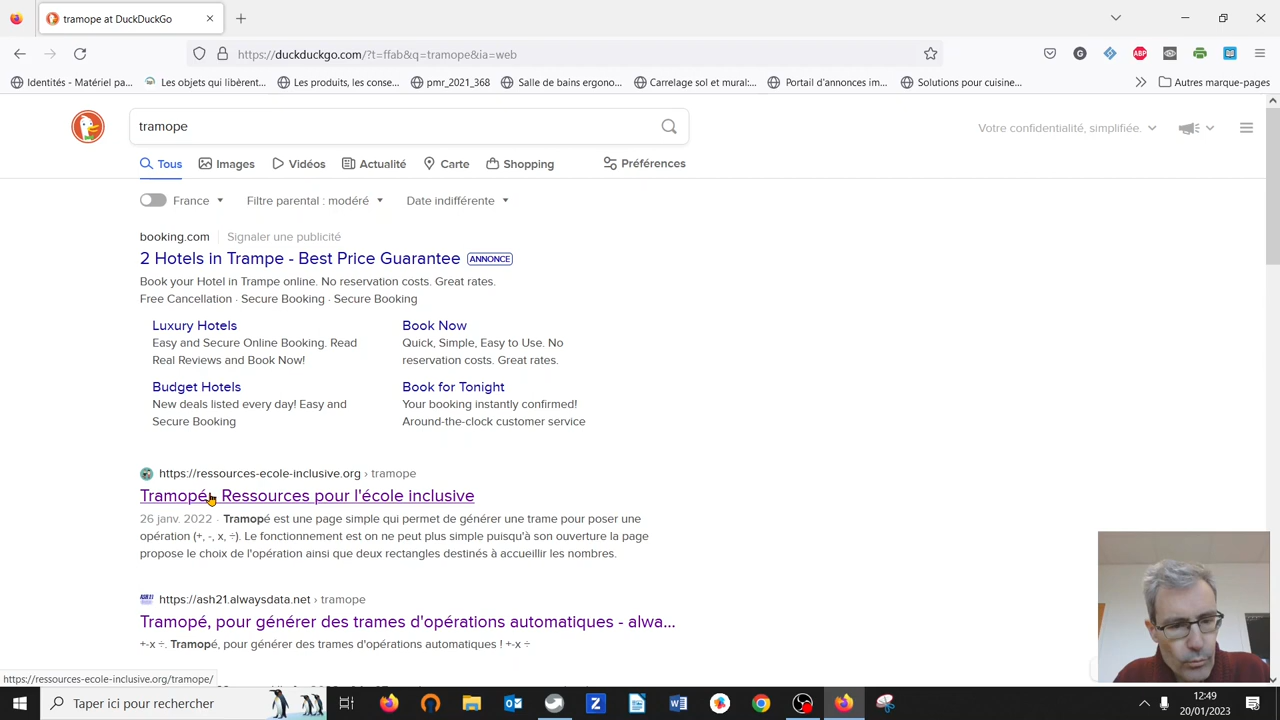 tramope at DuckDuckGo
https://duckduckgo.com/?t=ffab&q=tramope&ia=web
Identités - Matériel pa... Les objets qui libèrent... Les produits, les conse... pmr_2021_368 Salle de bains ergono... Carrelage sol et mural:... Portail d'annonces im... Solutions pour cuisine... Autres marque-pages
tramope
Votre confidentialité, simplifiée.
Tous Images Vidéos Actualité Carte Shopping Préférences
France Filtre parental : modéré Date indifférente
booking.com Signaler une publicité
2 Hotels in Trampe - Best Price Guarantee ANNONCE
Book your Hotel in Trampe online. No reservation costs. Great rates.
Free Cancellation · Secure Booking · Secure Booking
Luxury Hotels
Easy and Secure Online Booking. Read
Real Reviews and Book Now!
Book Now
Quick, Simple, Easy to Use. No
reservation costs. Great rates.
Budget Hotels
New deals listed every day! Easy and
Secure Booking
Book for Tonight
Your booking instantly confirmed!
Around-the-clock customer service
https://ressources-ecole-inclusive.org › tramope
Tramopé Ressources pour l'école inclusive
26 janv. 2022 · Tramopé est une page simple qui permet de générer une trame pour poser une
opération (+, -, x, ÷). Le fonctionnement est on ne peut plus simple puisqu'à son ouverture la page
propose le choix de l'opération ainsi que deux rectangles destinés à accueillir les nombres.
https://ash21.alwaysdata.net › tramope
Tramopé, pour générer des trames d'opérations automatiques - alwa...
+-x ÷. Tramopé, pour générer des trames d'opérations automatiques ! +-x ÷
https://ressources-ecole-inclusive.org/tramope/
Taper ici pour rechercher
12:49
20/01/2023